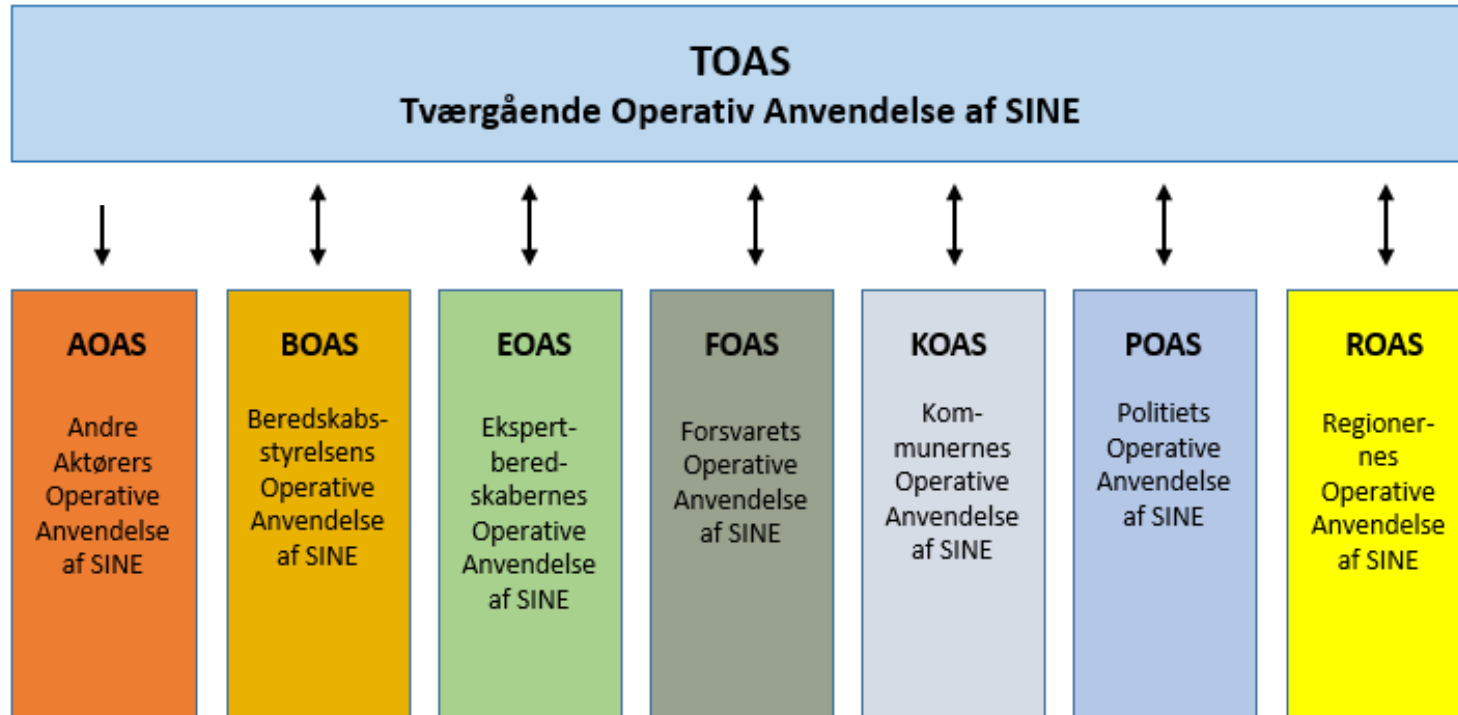 TOAS
Tværgående Operativ Anvendelse af SINE
AOAS
Andre
Aktørers
Operative
Anvendelse
af SINE
BOAS
Beredskabs-
styrelsens
Operative
Anvendelse
af SINE
EOAS
Ekspert-
bered-
skabernes
Operative
Anvendelse
af SINE
FOAS
Forsvarets
Operative
Anvendelse
af SINE
KOAS
Kom-
munernes
Operative
Anvendelse
af SINE
POAS
Politiets
Operative
Anvendelse
af SINE
ROAS
Regioner-
nes
Operative
Anvendelse
af SINE